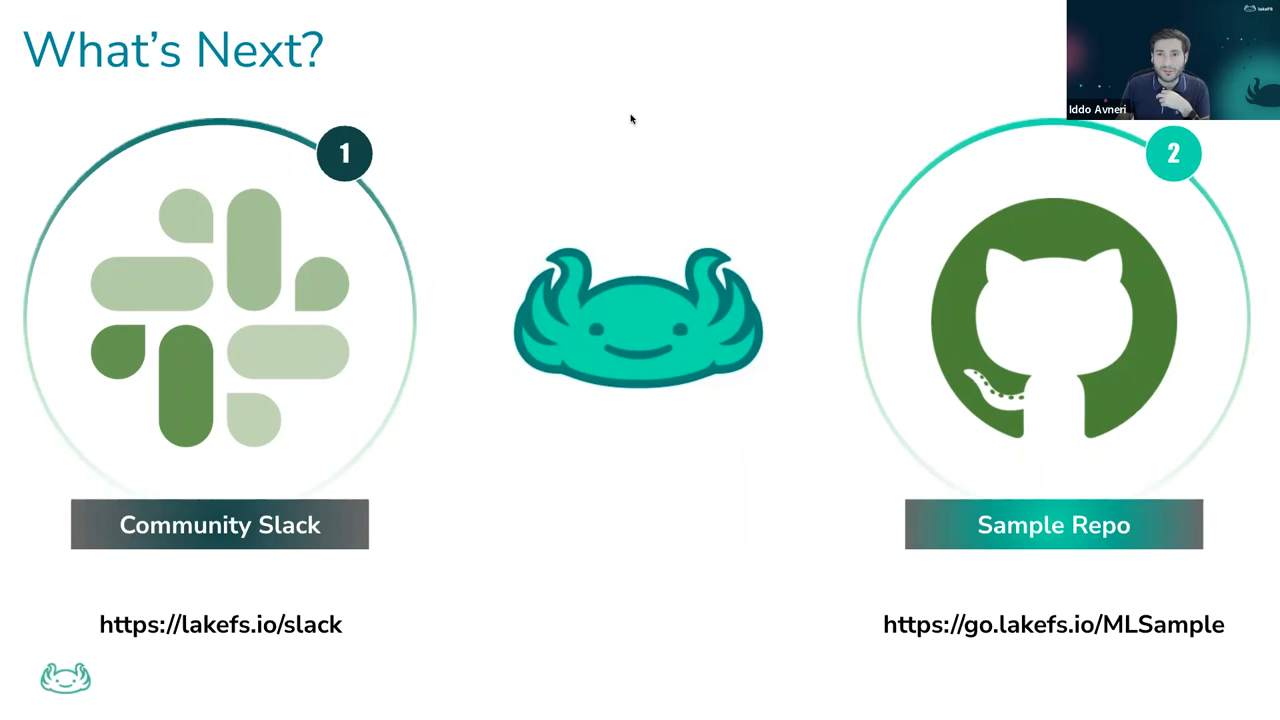 What's Next?
lakeFS
Iddo Avneri
1
2
Community Slack
Sample Repo
https://lakefs.io/slack
https://go.lakefs.io/MLSample